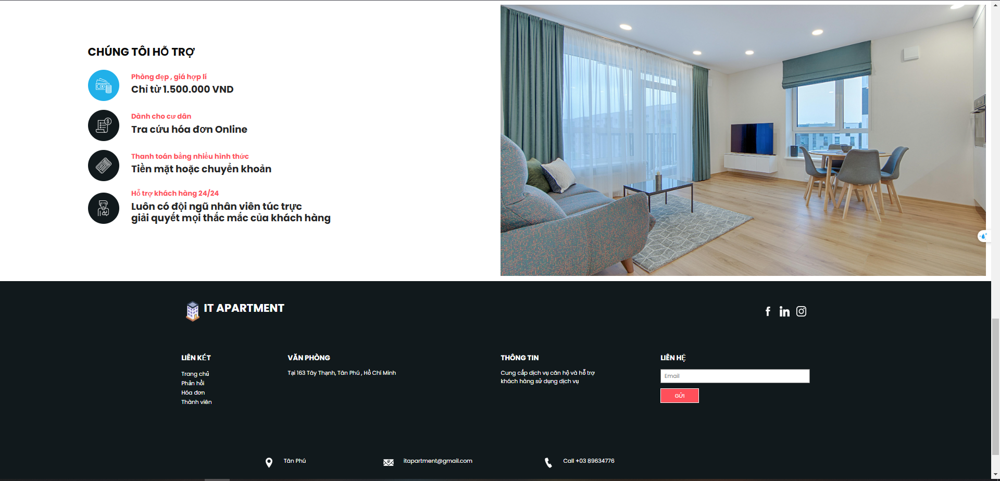 CHÚNG TÔI HỖ TRỢ
Phòng đẹp , giá hợp lí
Chỉ từ 1.500.000 VND
Dành cho cư dân
Tra cứu hóa đơn Online
Thanh toán bằng nhiều hình thức
Tiền mặt hoặc chuyển khoản
Hỗ trợ khách hàng 24/24
Luôn có đội ngũ nhân viên túc trực
giải quyết mọi thắc mắc của khách hàng
IT APARTMENT
LIÊN KẾT
Trang chủ
Phản hồi
Hóa đơn
Thành viên
VĂN PHÒNG
Tại 163 Tây Thạnh, Tân Phú , Hồ Chí Minh
THÔNG TIN
Cung cấp dịch vụ căn hộ và hỗ trợ
khách hàng sử dụng dịch vụ
LIÊN HỆ
Email
GỬI
Tân Phú
itapartment@gmail.com
Call +03 89634776